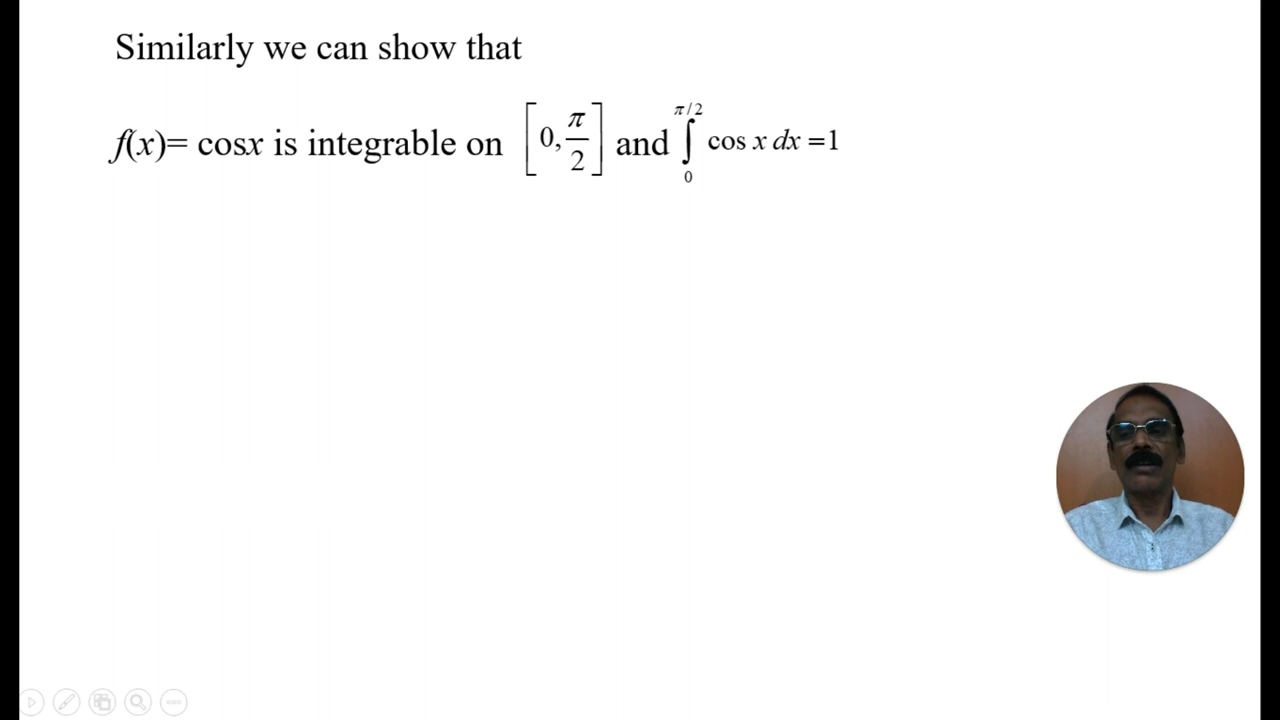 Similarly we can show that
f(x)= cosx is integrable on [0, π/2] and ∫₀^{π/2} cos x dx =1